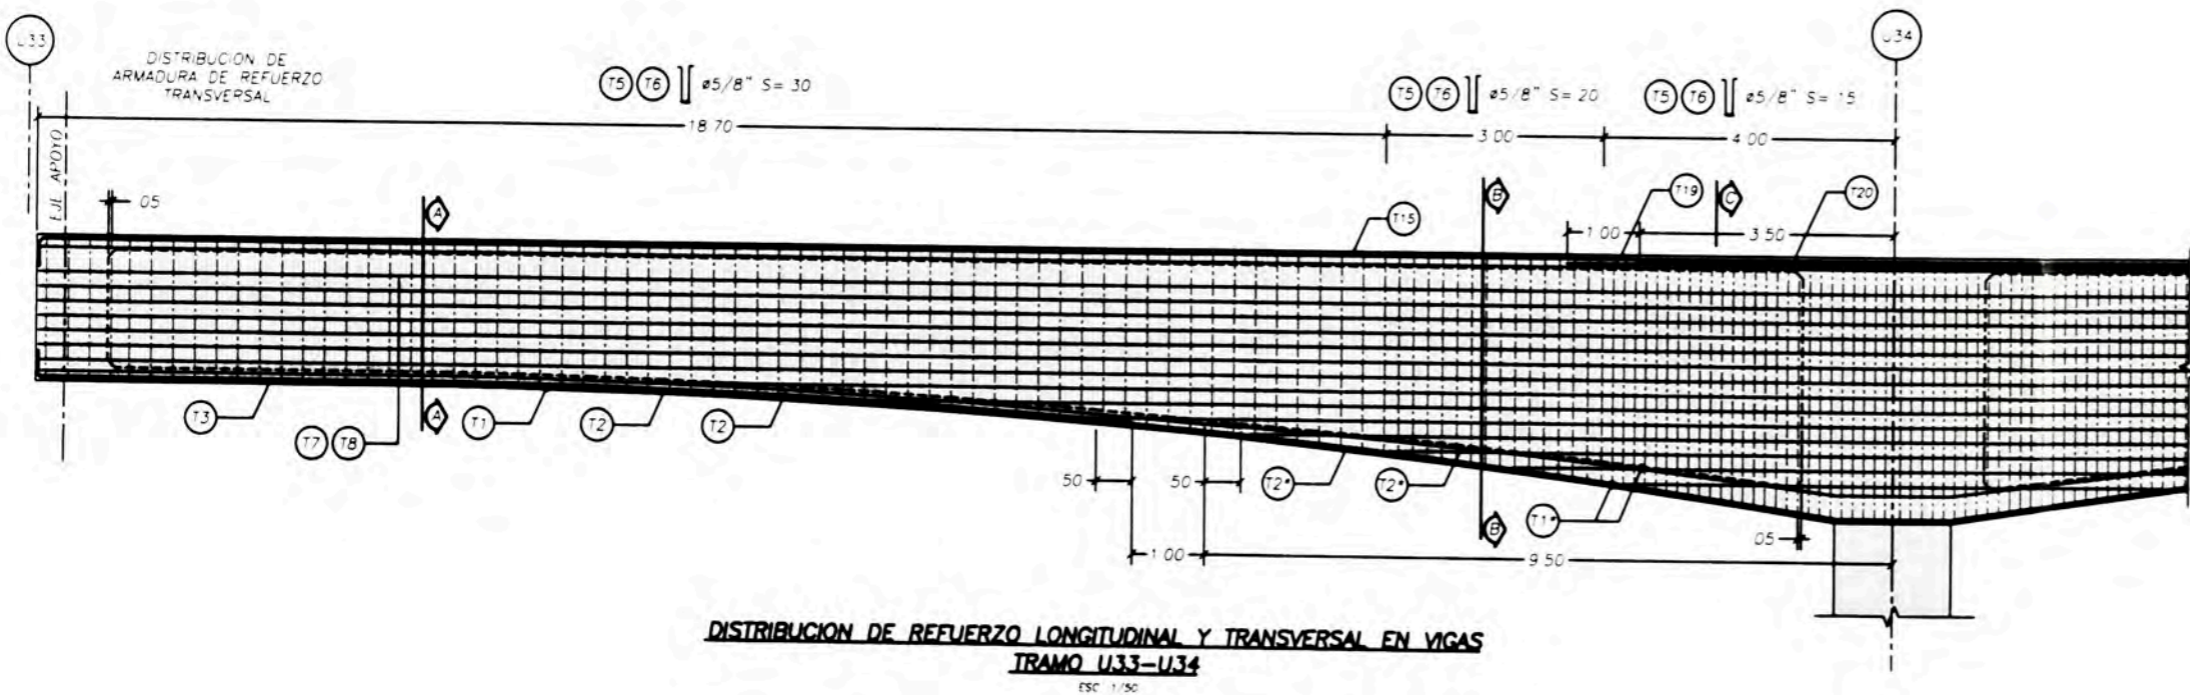 U33
U34
DISTRIBUCION DE
ARMADURA DE REFUERZO
TRANSVERSAL
T5 T6 ø5/8" S= 30
T5 T6 ø5/8" S= 20
T5 T6 ø5/8" S= 15
18.70
3.00
4.00
EJE APOYO
.05
A
B
T19
C
T20
T15
1.00
3.50
T3
T7 T8
A
T1
T2
T2
.50
.50
T2*
T2*
T1*
B
.05
1.00
9.50
DISTRIBUCION DE REFUERZO LONGITUDINAL Y TRANSVERSAL EN VIGAS
TRAMO U33-U34
ESC 1/50